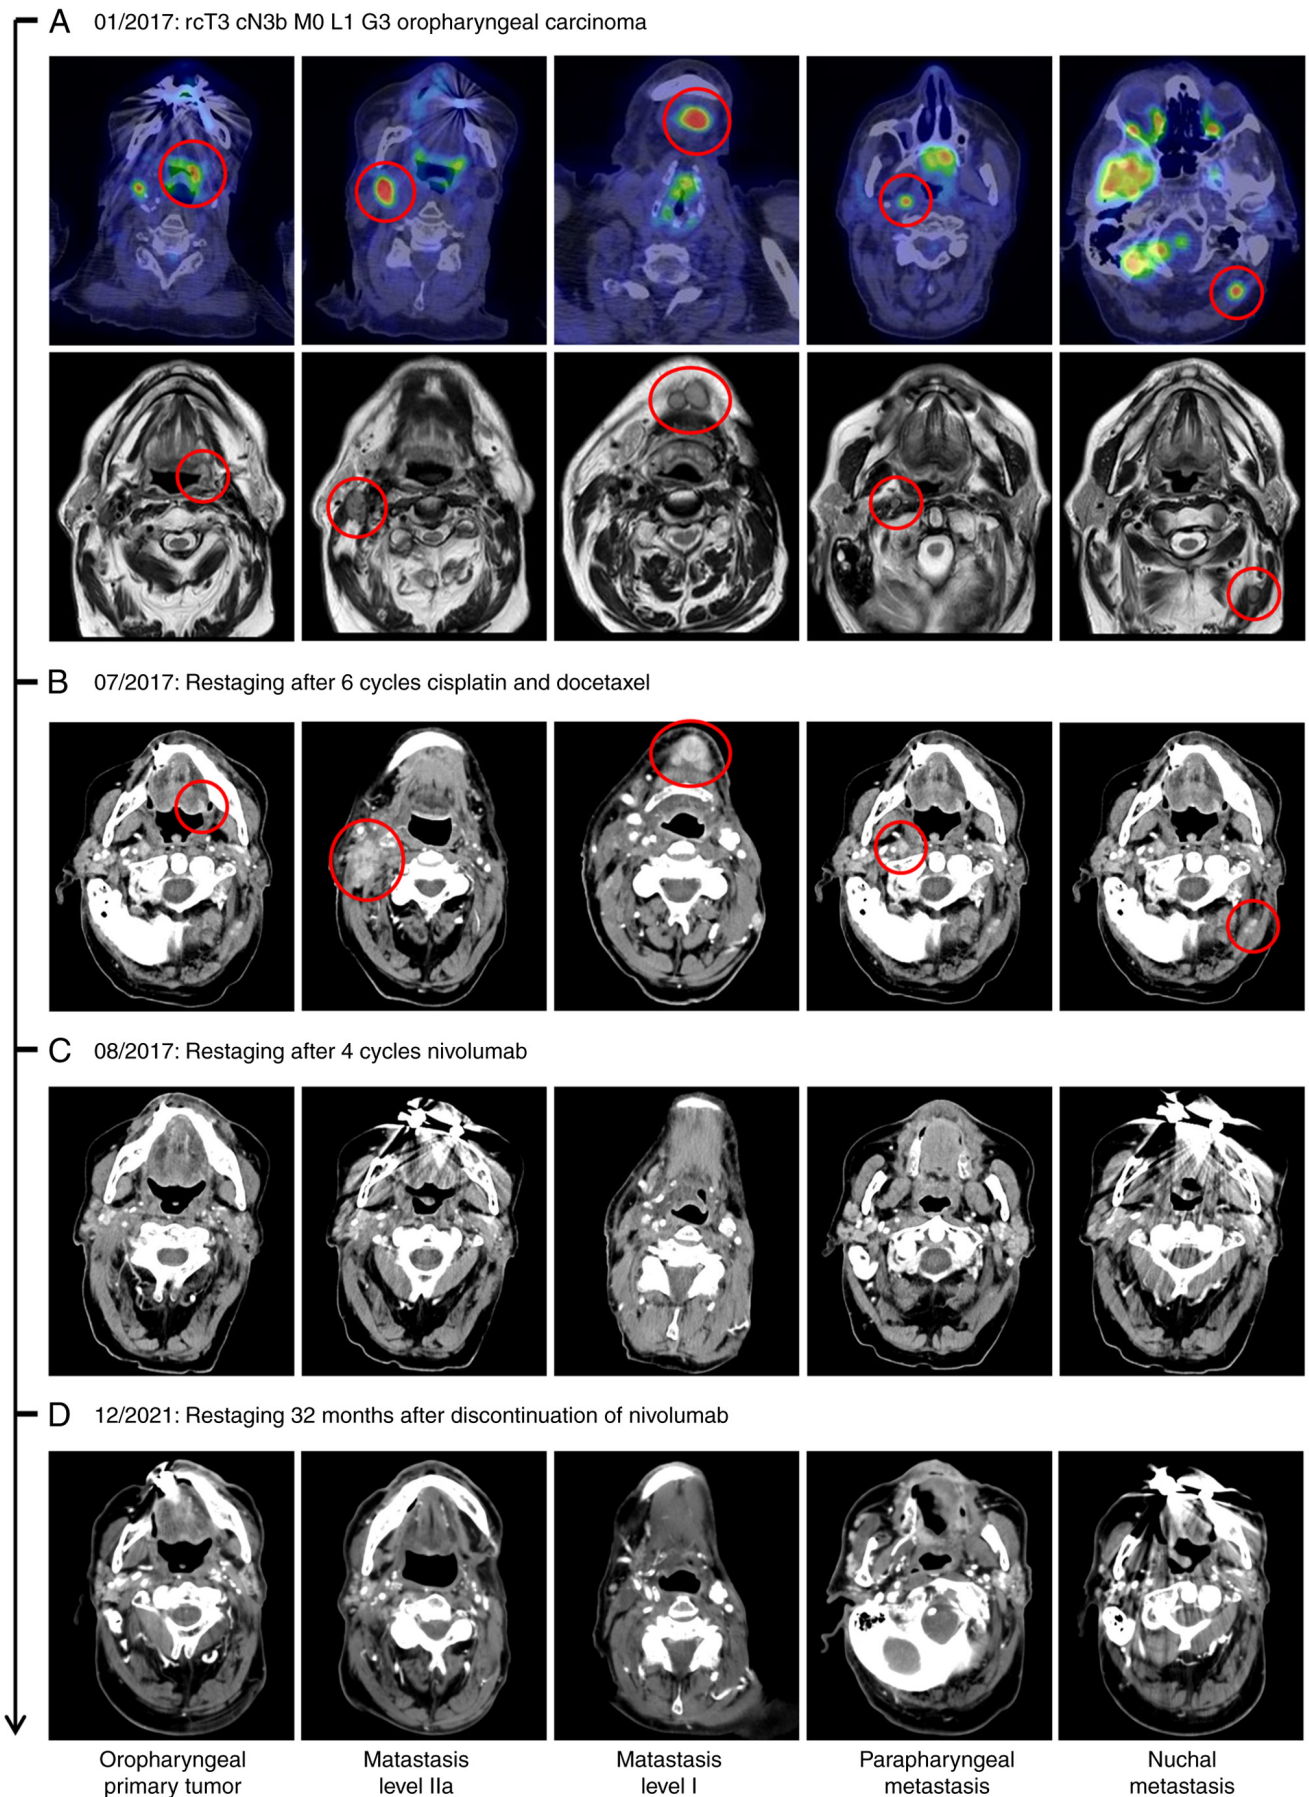 A 01/2017: rcT3 cN3b M0 L1 G3 oropharyngeal carcinoma
B 07/2017: Restaging after 6 cycles cisplatin and docetaxel
C 08/2017: Restaging after 4 cycles nivolumab
D 12/2021: Restaging 32 months after discontinuation of nivolumab
Oropharyngeal
primary tumor
Matastasis
level IIa
Matastasis
level I
Parapharyngeal
metastasis
Nuchal
metastasis